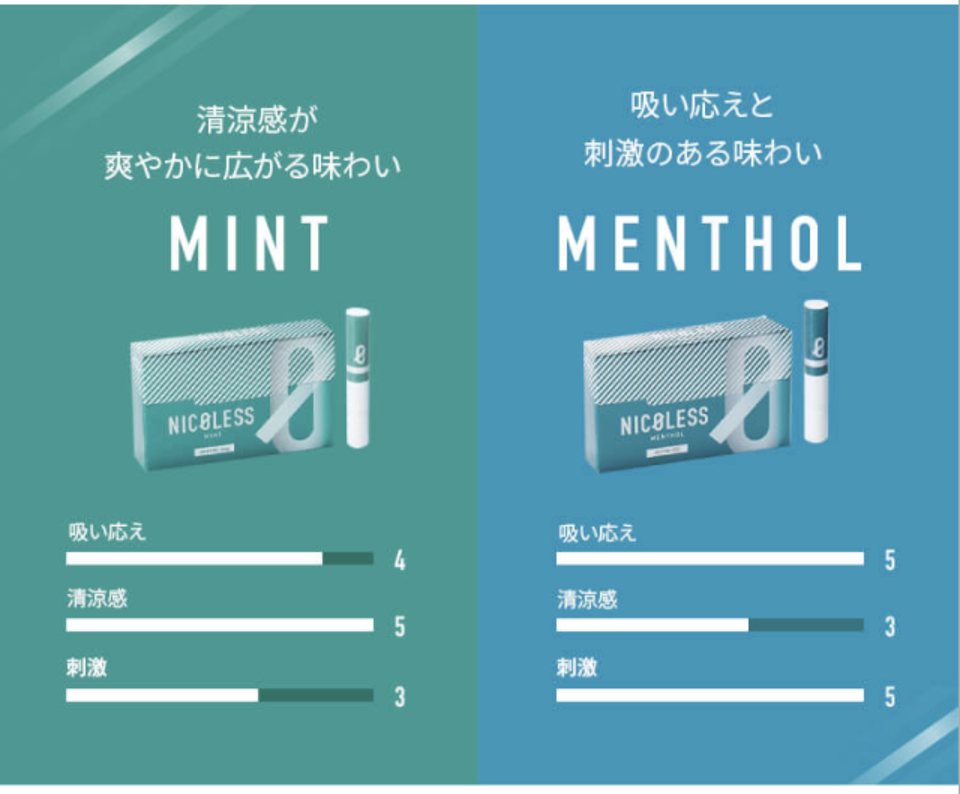 清涼感が
爽やかに広がる味わい
MINT
NICØLESS
MINT
吸い応え
4
清涼感
5
刺激
3
吸い応えと
刺激のある味わい
MENTHOL
NICØLESS
MENTHOL
吸い応え
5
清涼感
3
刺激
5